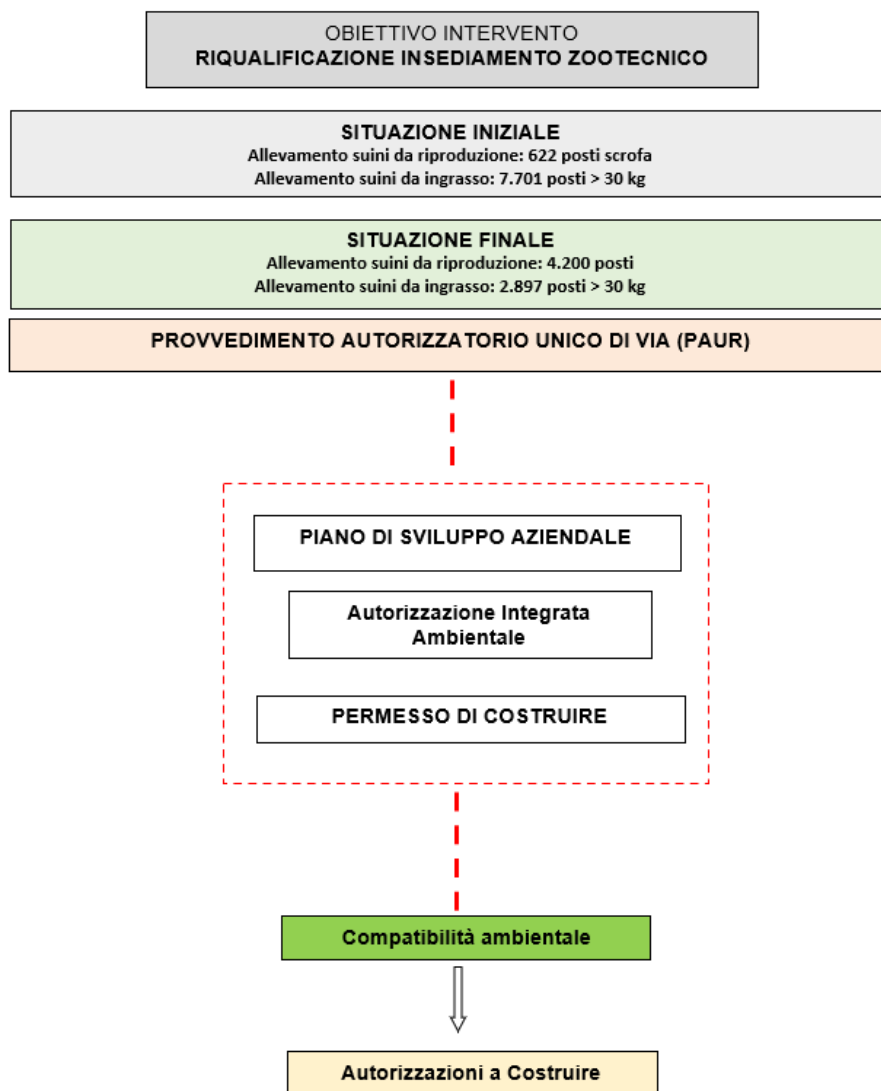 OBIETTIVO INTERVENTO
RIQUALIFICAZIONE INSEDIAMENTO ZOOTECNICO
SITUAZIONE INIZIALE
Allevamento suini da riproduzione: 622 posti scrofa
Allevamento suini da ingrasso: 7.701 posti > 30 kg
SITUAZIONE FINALE
Allevamento suini da riproduzione: 4.200 posti
Allevamento suini da ingrasso: 2.897 posti > 30 kg
PROVVEDIMENTO AUTORIZZATORIO UNICO DI VIA (PAUR)
PIANO DI SVILUPPO AZIENDALE
Autorizzazione Integrata
Ambientale
PERMESSO DI COSTRUIRE
Compatibilità ambientale
Autorizzazioni a Costruire